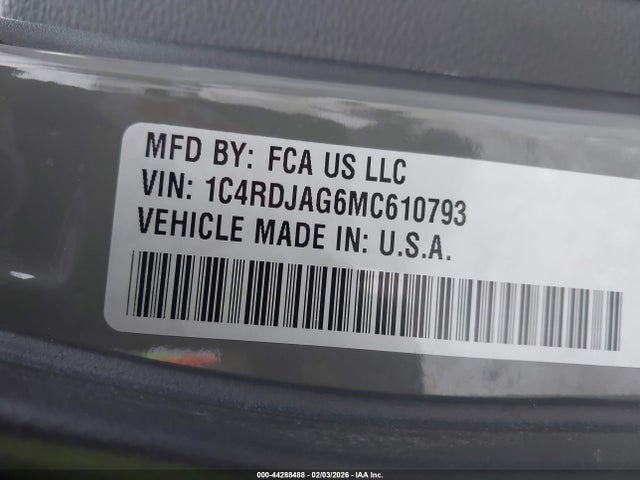 MFD BY: FCA US LLC
VIN: 1C4RDJAG6MC610793
VEHICLE MADE IN: U.S.A.
000-44288488 - 02/03/2026 - IAA Inc.